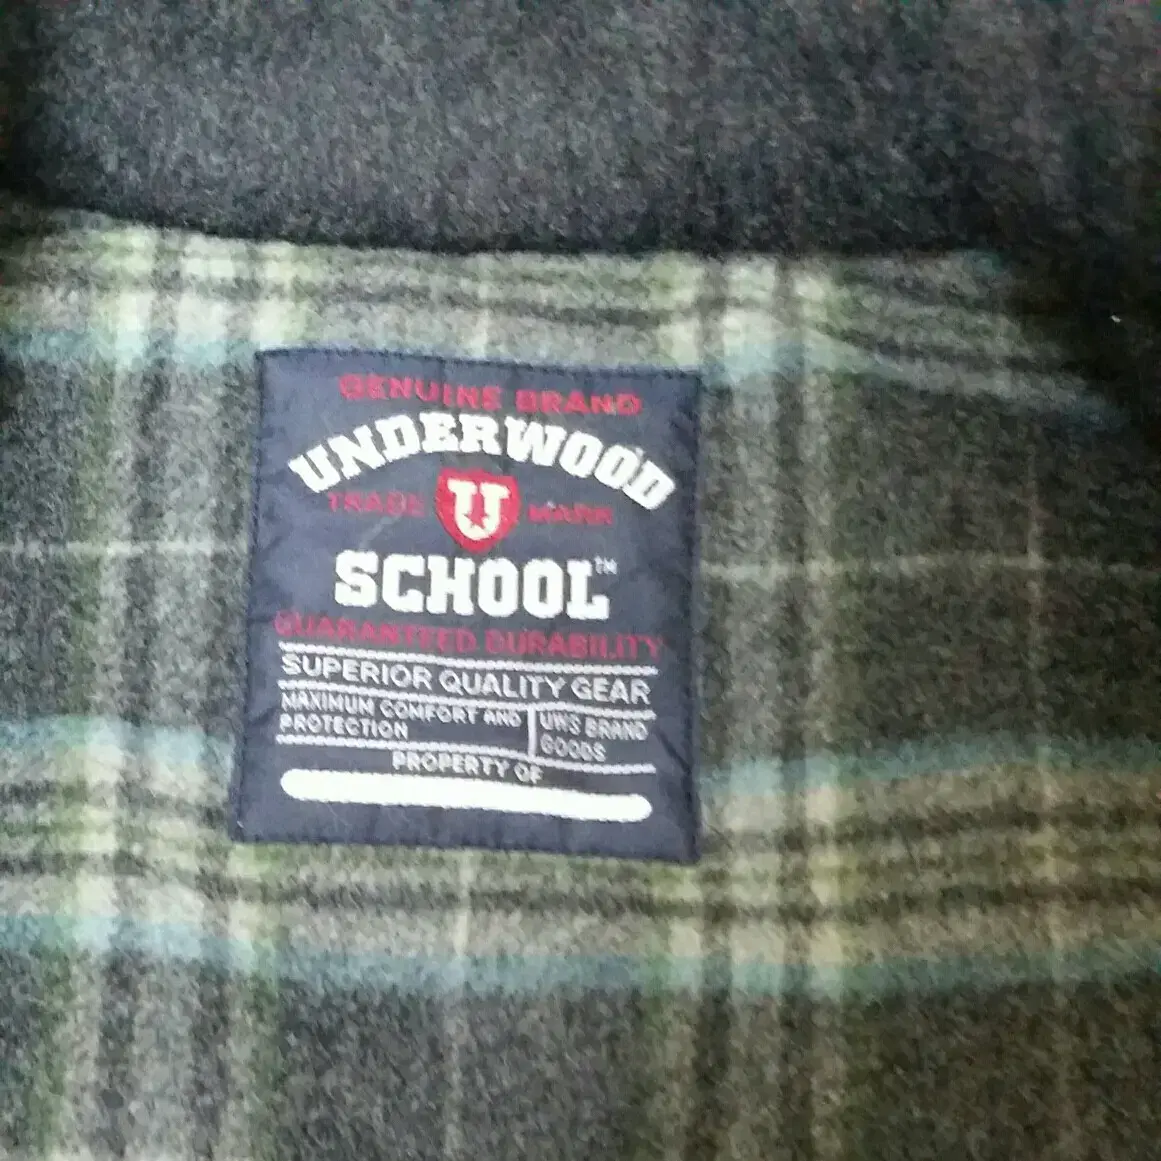 GENUINE BRAND
UNDERWOOD
TRADE U MARK
SCHOOL™
GUARANTEED DURABILITY
SUPERIOR QUALITY GEAR
MAXIMUM COMFORT AND
PROTECTION
UWS BRAND
GOODS
PROPERTY OF